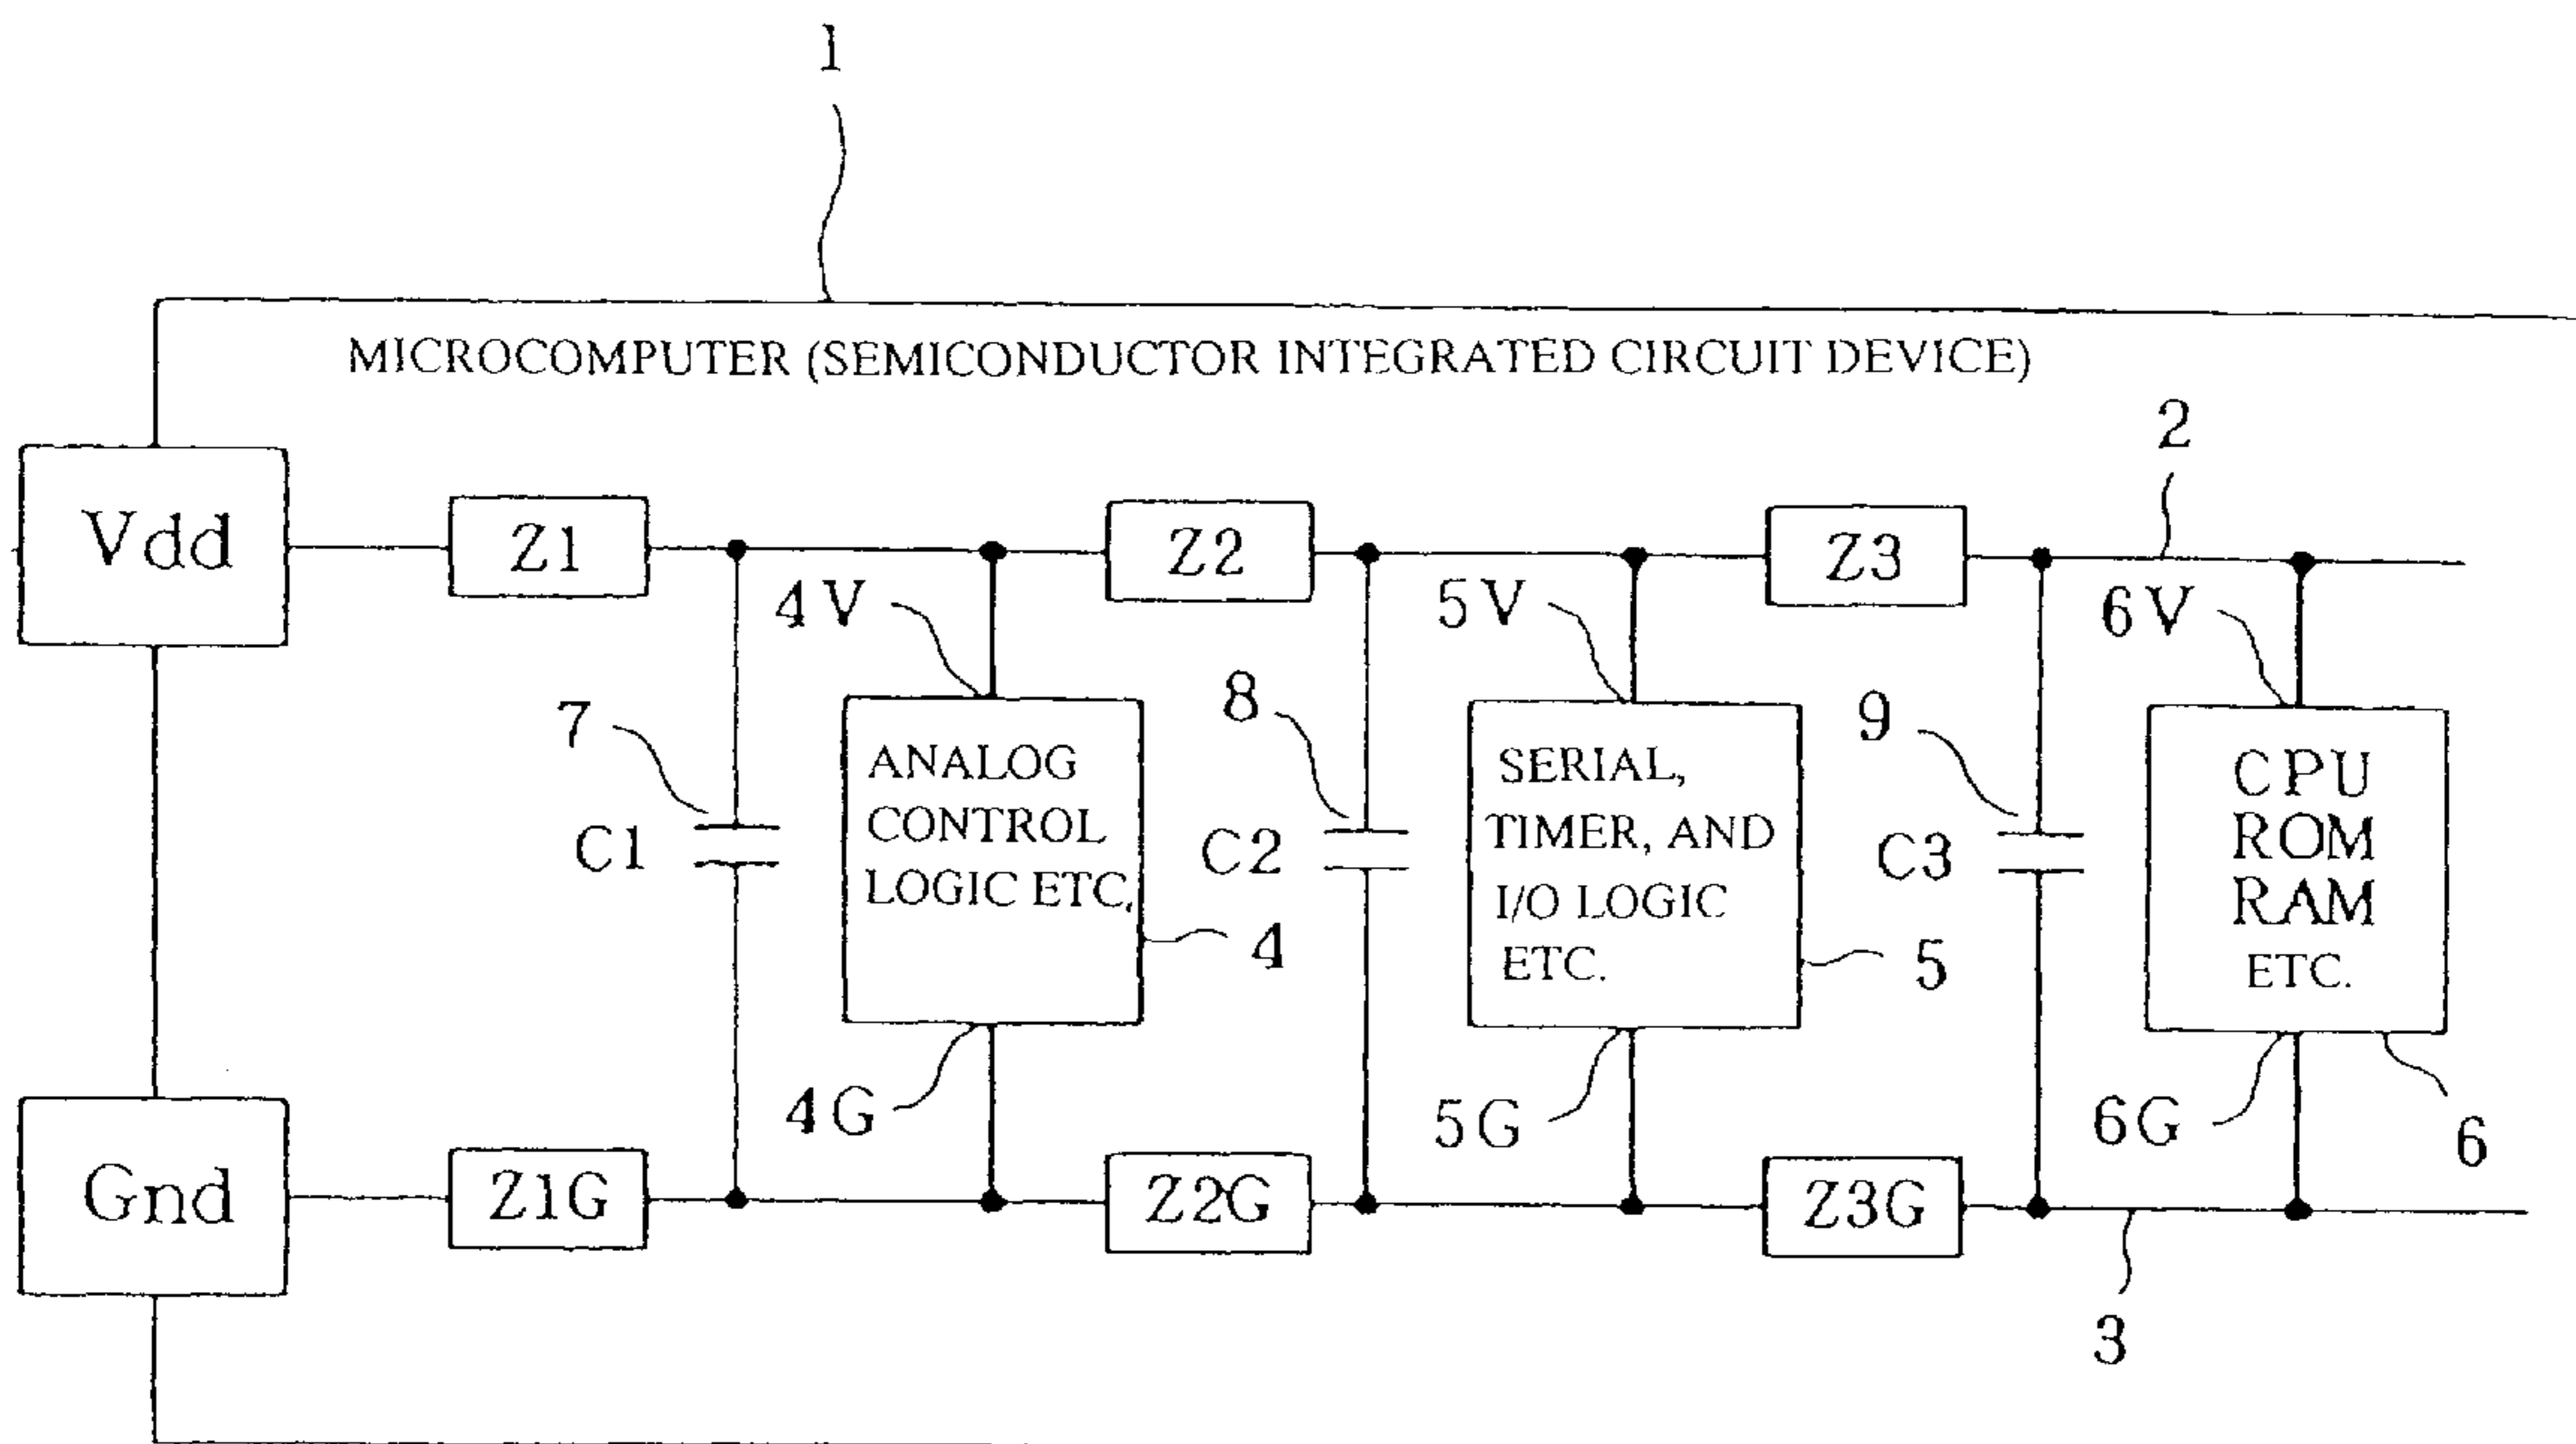 1
MICROCOMPUTER (SEMICONDUCTOR INTEGRATED CIRCUIT DEVICE)
2
Vdd
Z1
Z2
Z3
4V
5V
6V
7
8
9
ANALOG
CONTROL
LOGIC ETC.
SERIAL,
TIMER, AND
I/O LOGIC
ETC.
CPU
ROM
RAM
ETC.
C1
C2
C3
4
5
4G
5G
6G
6
Gnd
Z1G
Z2G
Z3G
3